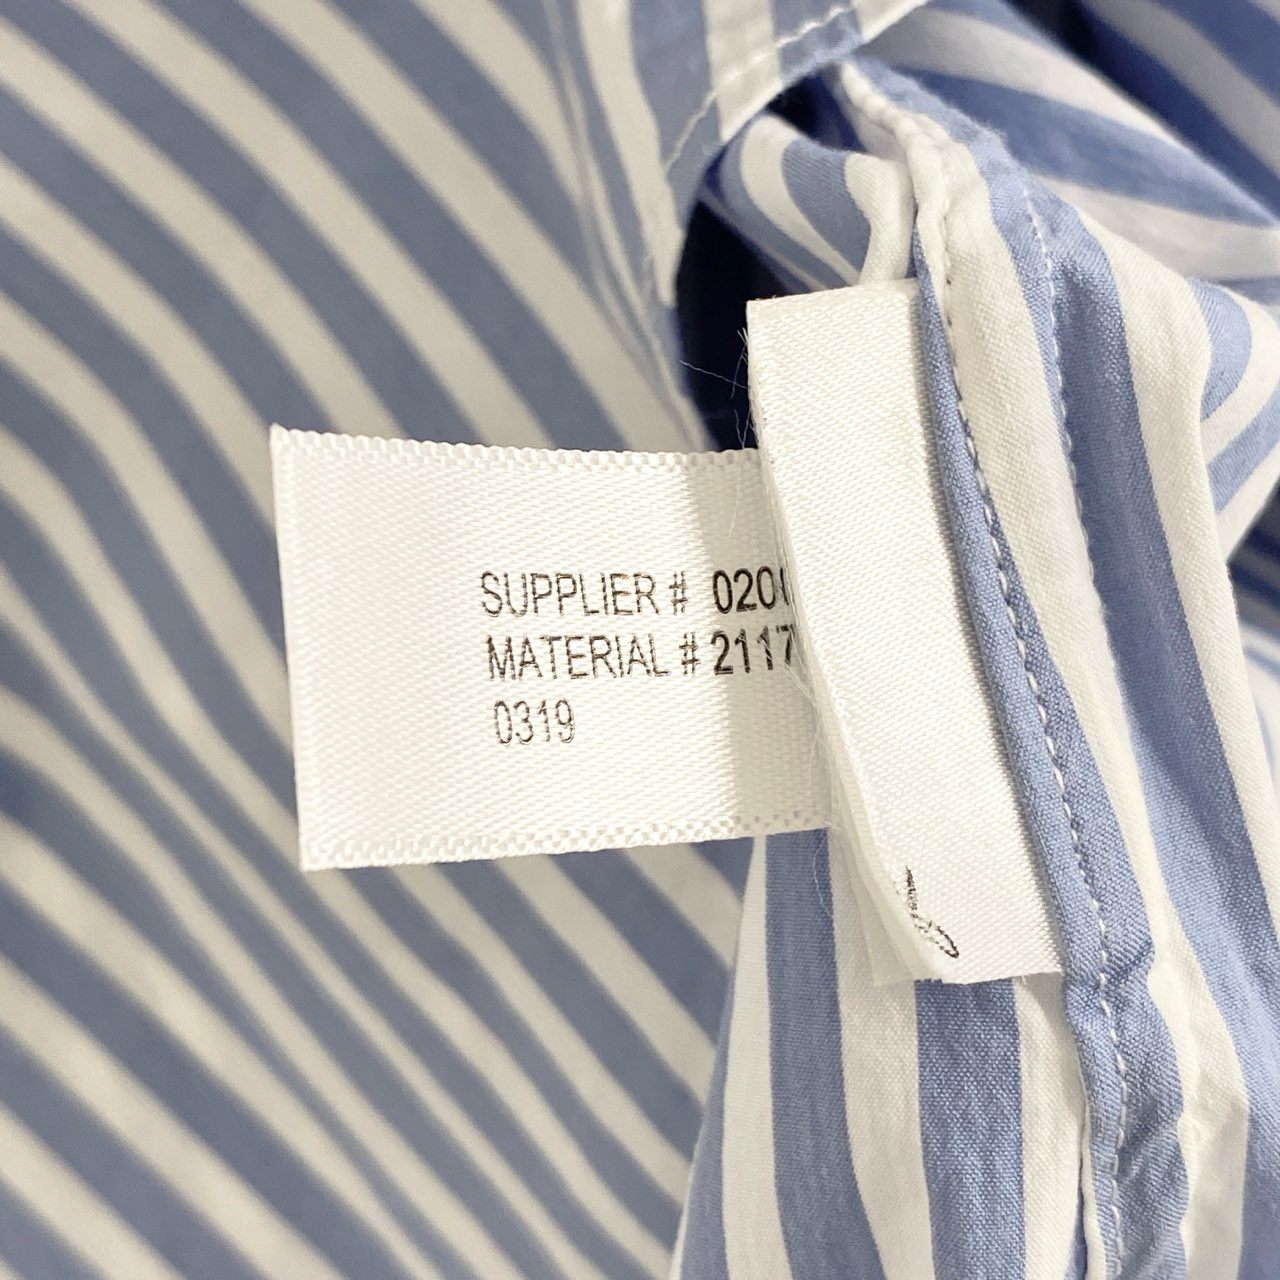 SUPPLIER # 020
MATERIAL # 2117
0319